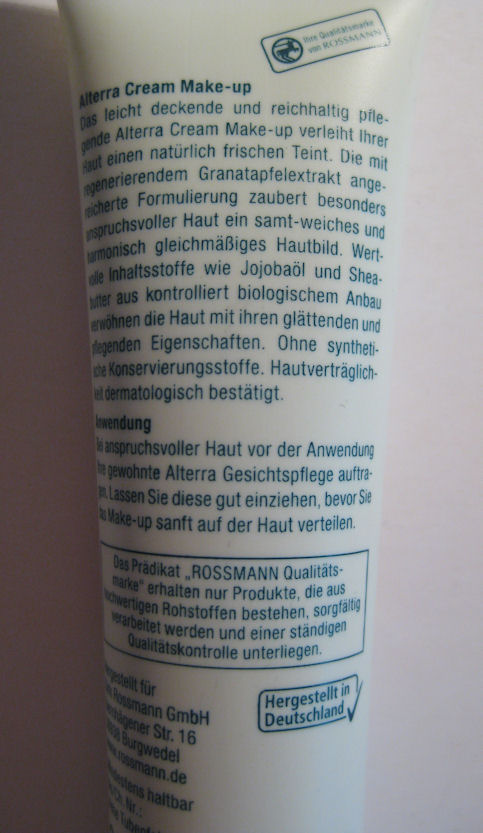 Ihre Qualitätsmarke
von ROSSMANN
Alterra Cream Make-up
Das leicht deckende und reichhaltig pfle-
gende Alterra Cream Make-up verleiht Ihrer
Haut einen natürlich frischen Teint. Die mit
regenerierendem Granatapfelextrakt ange-
reicherte Formulierung zaubert besonders
anspruchsvoller Haut ein samt-weiches und
harmonisch gleichmäßiges Hautbild. Wert-
volle Inhaltsstoffe wie Jojobaöl und Shea-
butter aus kontrolliert biologischem Anbau
verwöhnen die Haut mit ihren glättenden und
pflegenden Eigenschaften. Ohne syntheti-
sche Konservierungsstoffe. Hautverträglich-
keit dermatologisch bestätigt.
Anwendung
Bei anspruchsvoller Haut vor der Anwendung
Ihre gewohnte Alterra Gesichtspflege auftra-
gen. Lassen Sie diese gut einziehen, bevor Sie
das Make-up sanft auf der Haut verteilen.
Das Prädikat „ROSSMANN Qualitäts-
marke" erhalten nur Produkte, die aus
hochwertigen Rohstoffen bestehen, sorgfältig
verarbeitet werden und einer ständigen
Qualitätskontrolle unterliegen.
Hergestellt für
Rossmann GmbH
Str. 16
Burgwedel
www.rossmann.de
haltbar
Ch. Nr.:
Hergestellt in
Deutschland